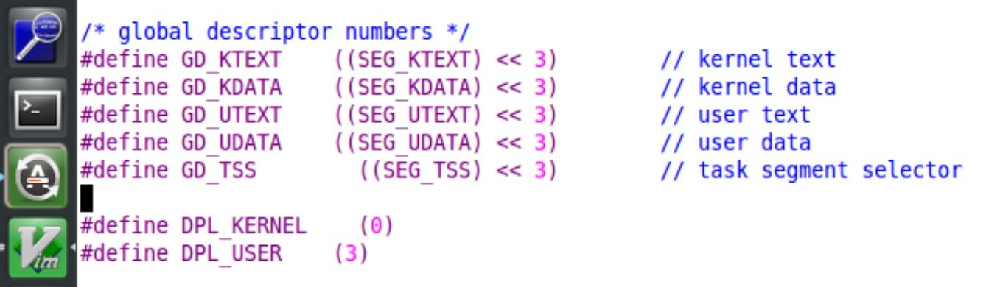 /* global descriptor numbers */
#define GD_KTEXT    ((SEG_KTEXT) << 3)        // kernel text
#define GD_KDATA    ((SEG_KDATA) << 3)        // kernel data
#define GD_UTEXT    ((SEG_UTEXT) << 3)        // user text
#define GD_UDATA    ((SEG_UDATA) << 3)        // user data
#define GD_TSS        ((SEG_TSS) << 3)        // task segment selector
#define DPL_KERNEL    (0)
#define DPL_USER    (3)
>_
A
Vim